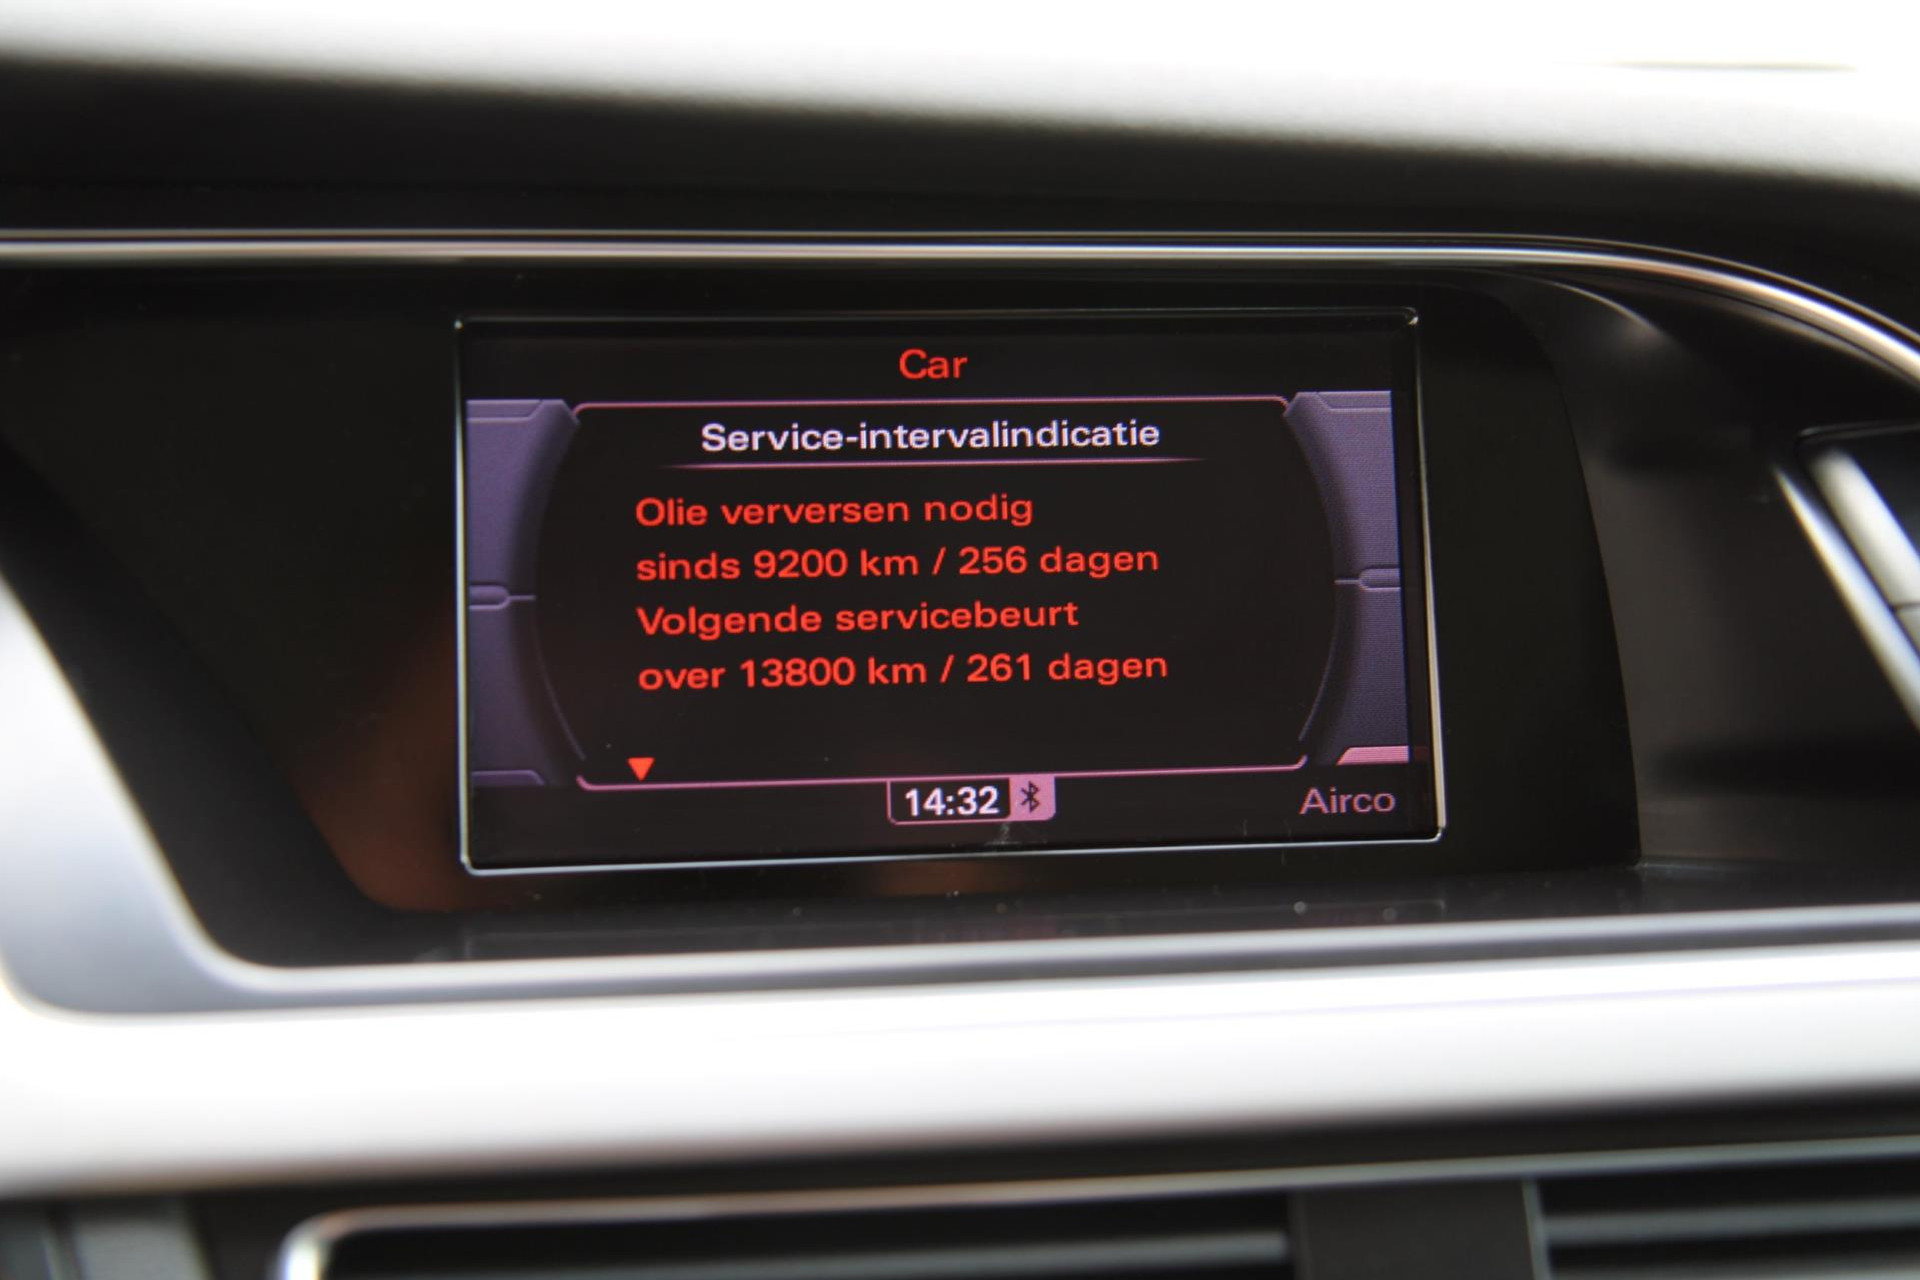 Car
Service-intervalindicatie
Olie verversen nodig
sinds 9200 km / 256 dagen
Volgende servicebeurt
over 13800 km / 261 dagen
14:32
Airco